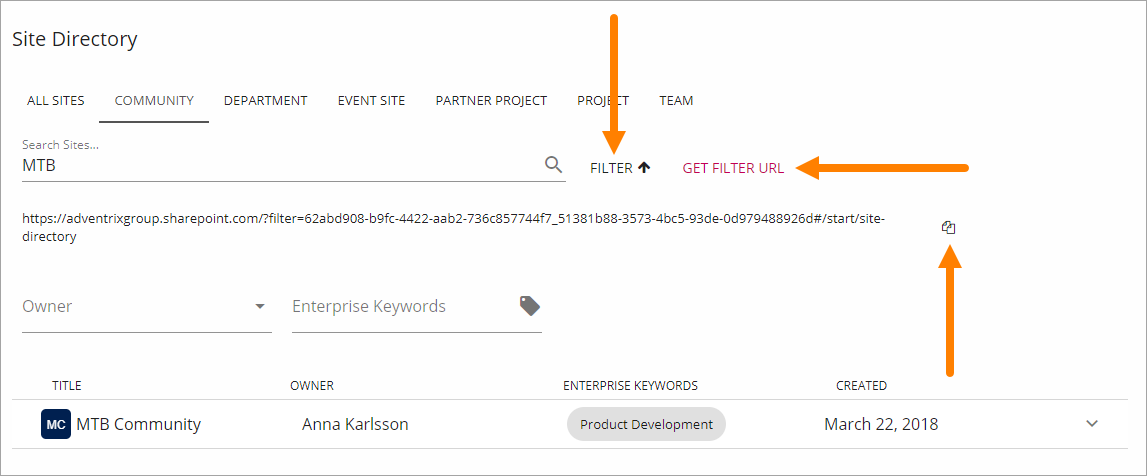 Site Directory
ALL SITES COMMUNITY DEPARTMENT EVENT SITE PARTNER PROJECT PROJECT TEAM
Search Sites...
MTB
FILTER GET FILTER URL
https://adventrixgroup.sharepoint.com/?filter=62abd908-b9fc-4422-aab2-736c857744f7_51381b88-3573-4bc5-93de-0d979488926d#/start/site-
directory
Owner Enterprise Keywords
TITLE OWNER ENTERPRISE KEYWORDS CREATED
MC MTB Community Anna Karlsson Product Development March 22, 2018